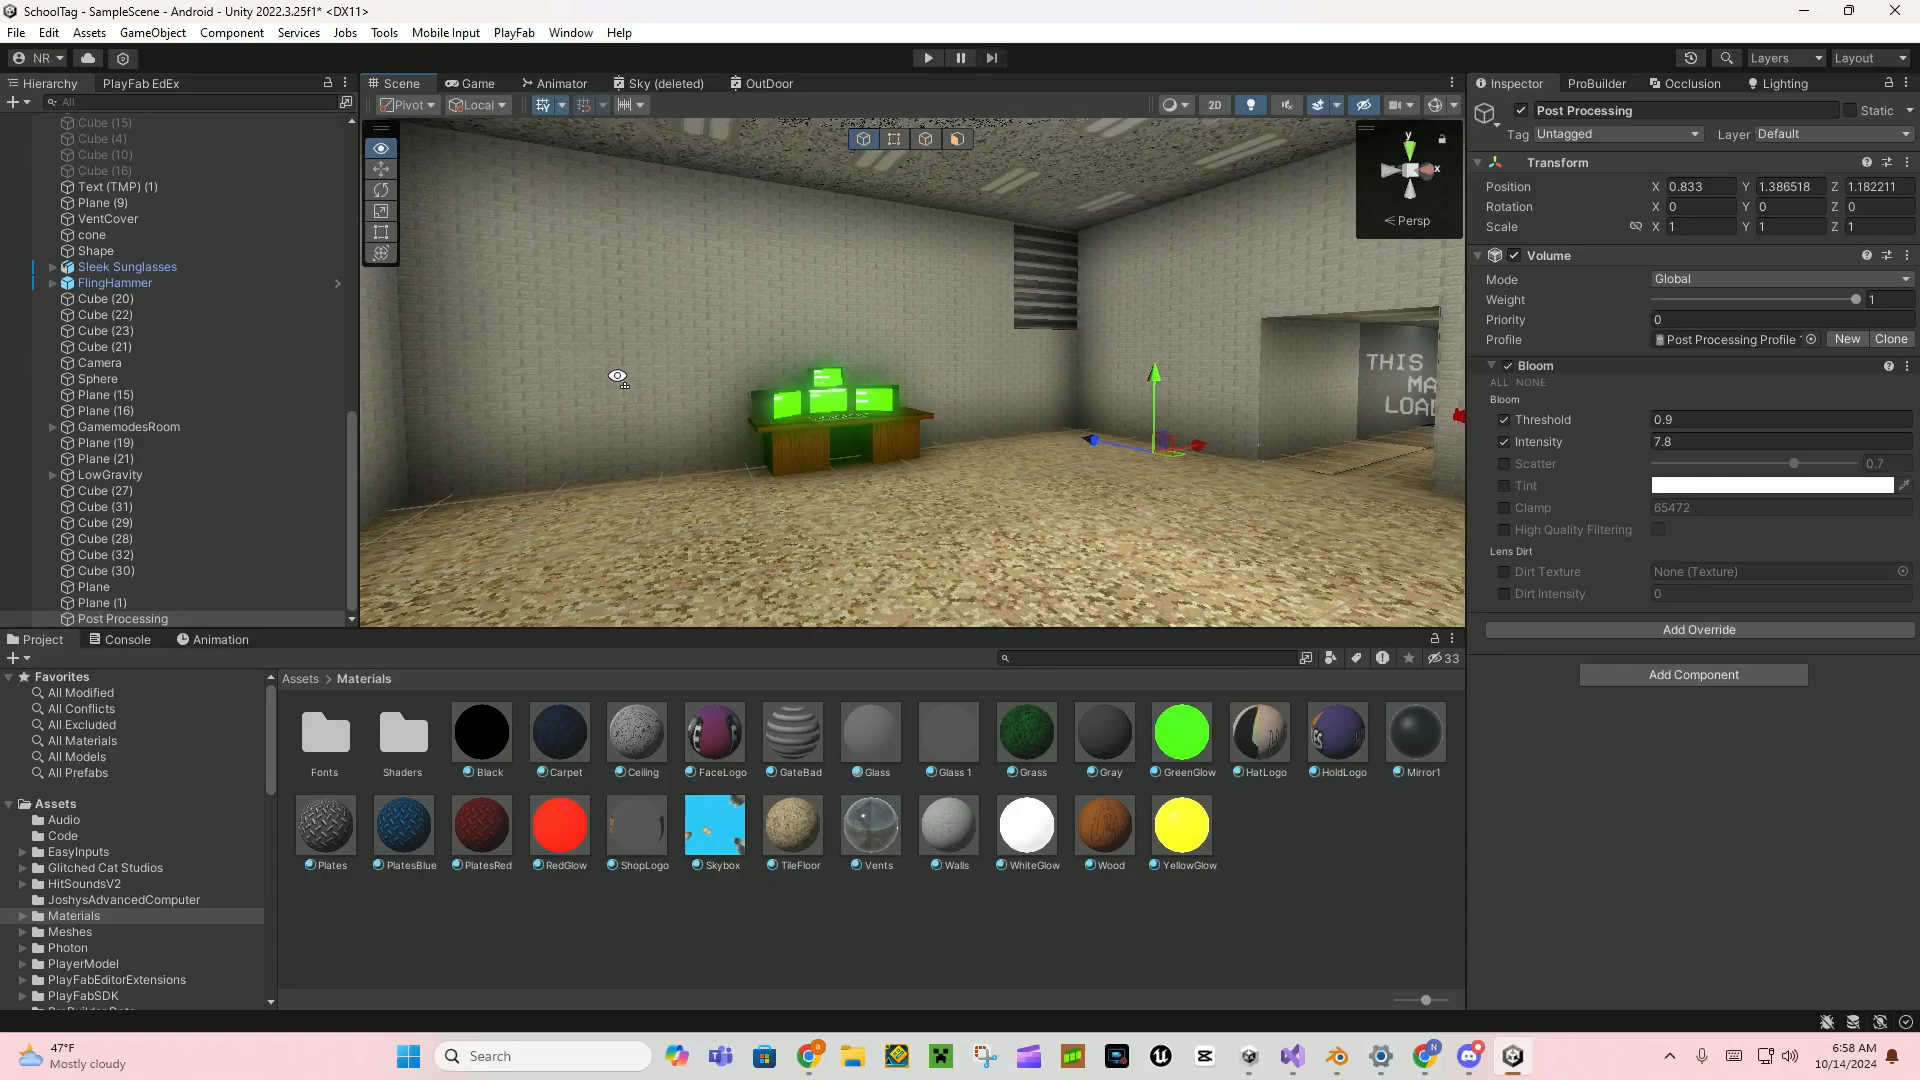 SchoolTag - SampleScene - Android - Unity 2022.3.25f1* <DX11>
File Edit Assets GameObject Component Services Jobs Tools Mobile Input PlayFab Window Help
NR Layers Layout
Hierarchy PlayFab EdEx Scene Game Animator Sky (deleted) OutDoor Inspector ProBuilder Occlusion Lighting
All Pivot Local 2D
Cube (15)
Cube (4)
Cube (10)
Cube (16)
Text (TMP) (1)
Plane (9)
VentCover
cone
Shape
Sleek Sunglasses
FlingHammer
Cube (20)
Cube (22)
Cube (23)
Cube (21)
Camera
Sphere
Plane (15)
Plane (16)
GamemodesRoom
Plane (19)
Plane (21)
LowGravity
Cube (27)
Cube (31)
Cube (29)
Cube (28)
Cube (32)
Cube (30)
Plane
Plane (1)
Post Processing
y
x
Persp
THIS
MA
LOAD
Post Processing Static
Tag Untagged Layer Default
Transform
Position X 0.833 Y 1.386518 Z 1.182211
Rotation X 0 Y 0 Z 0
Scale X 1 Y 1 Z 1
Volume
Mode Global
Weight 1
Priority 0
Profile Post Processing Profile New Clone
Bloom
ALL NONE
Bloom
Threshold 0.9
Intensity 7.8
Scatter 0.7
Tint
Clamp 65472
High Quality Filtering
Lens Dirt
Dirt Texture None (Texture)
Dirt Intensity 0
Add Override
Add Component
Project Console Animation
33
Favorites
All Modified
All Conflicts
All Excluded
All Materials
All Models
All Prefabs
Assets
Audio
Code
EasyInputs
Glitched Cat Studios
HitSoundsV2
JoshysAdvancedComputer
Materials
Meshes
Photon
PlayerModel
PlayFabEditorExtensions
PlayFabSDK
Assets > Materials
Fonts Shaders Black Carpet Ceiling FaceLogo GateBad Glass Glass 1 Grass Gray GreenGlow HatLogo HoldLogo Mirror1
Plates PlatesBlue PlatesRed RedGlow ShopLogo Skybox TileFloor Vents Walls WhiteGlow Wood YellowGlow
47°F
Mostly cloudy
Search
6:58 AM
10/14/2024